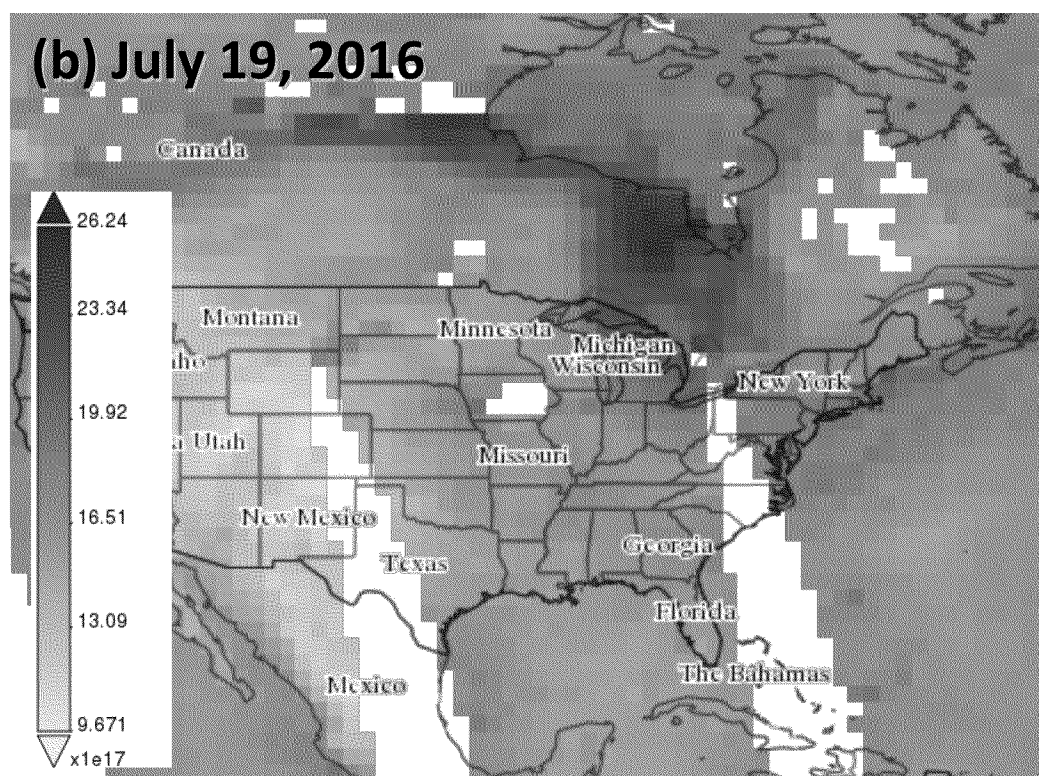 (b) July 19, 2016
Canada
26.24
23.34
19.92
16.51
13.09
9.671
x1e17
Montana
Minnesota
Michigan
Wisconsin
aho
New York
a Utah
Missouri
New Mexico
Texas
Georgia
Florida
Mexico
The Bahamas